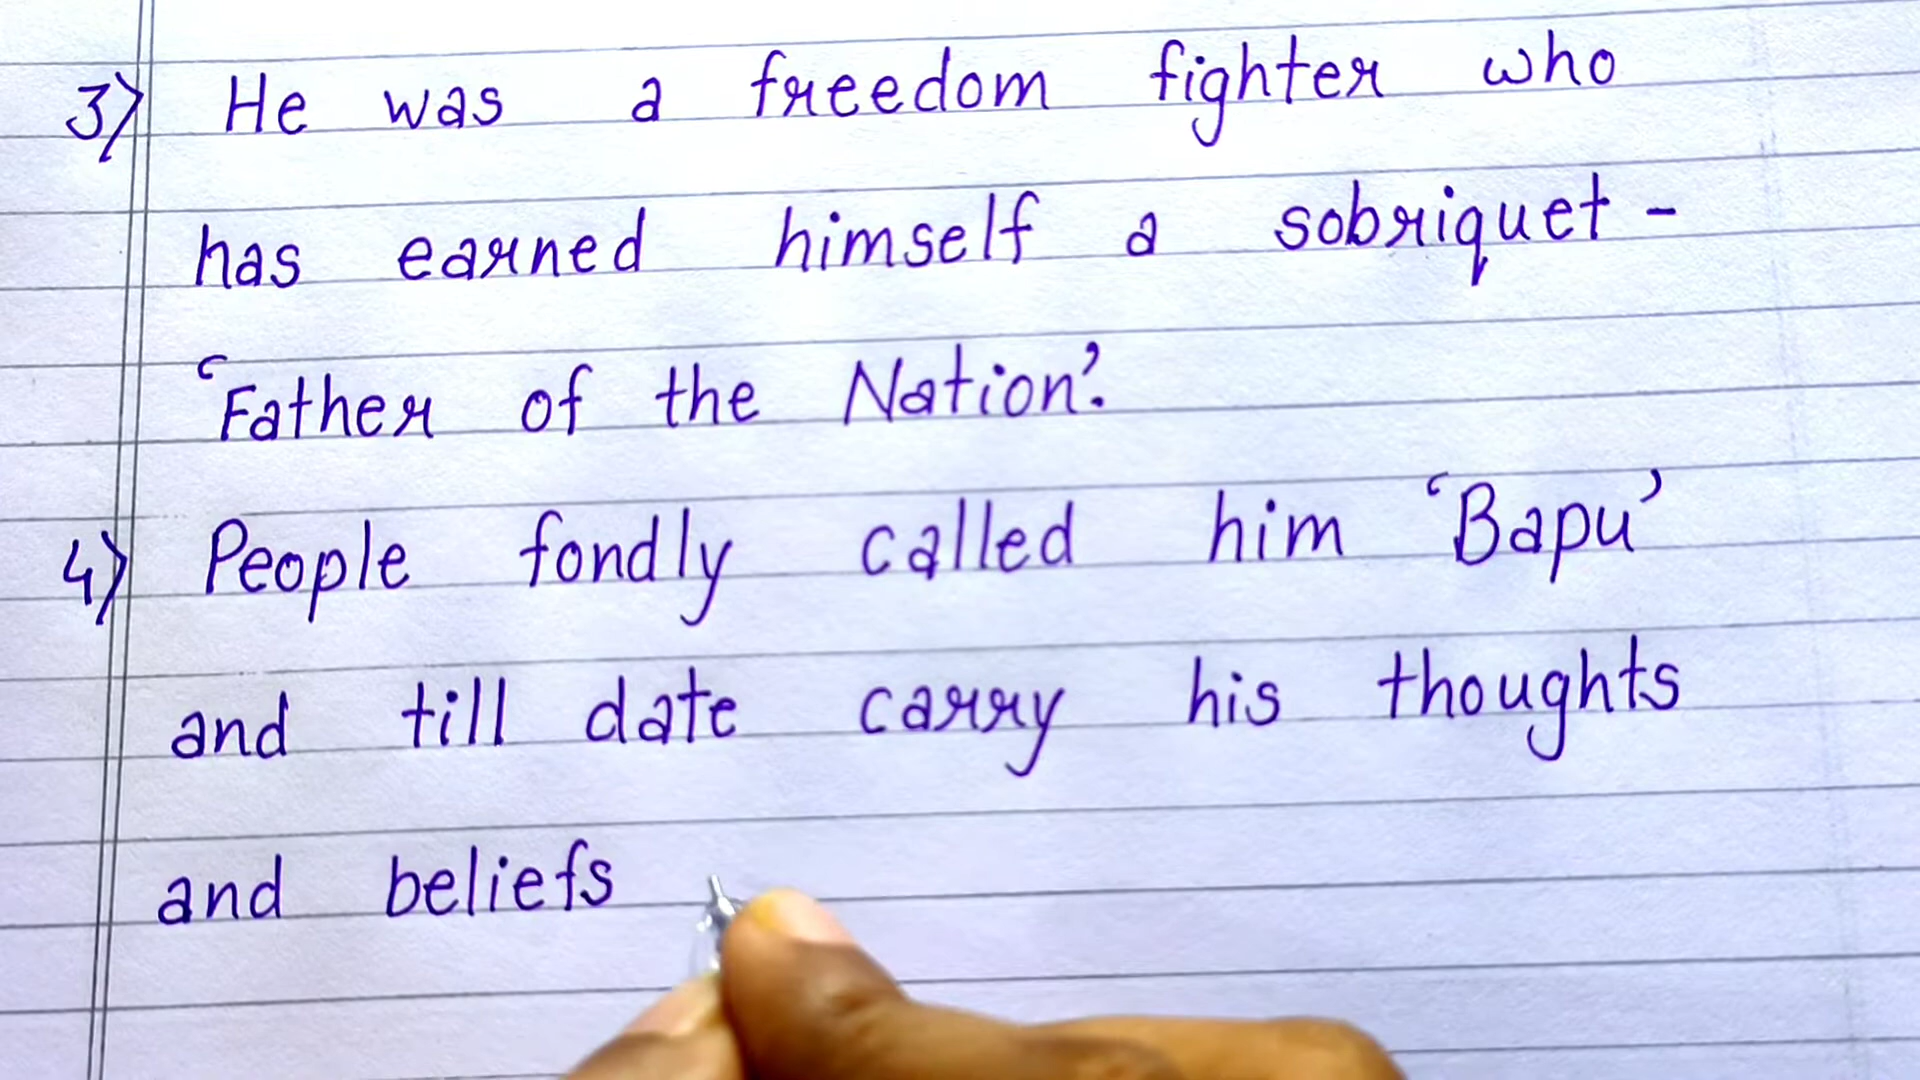 3) He was a freedom fighter who
has earned himself a sobriquet -
‘Father of the Nation’.
4) People fondly called him ‘Bapu’
and till date carry his thoughts
and beliefs